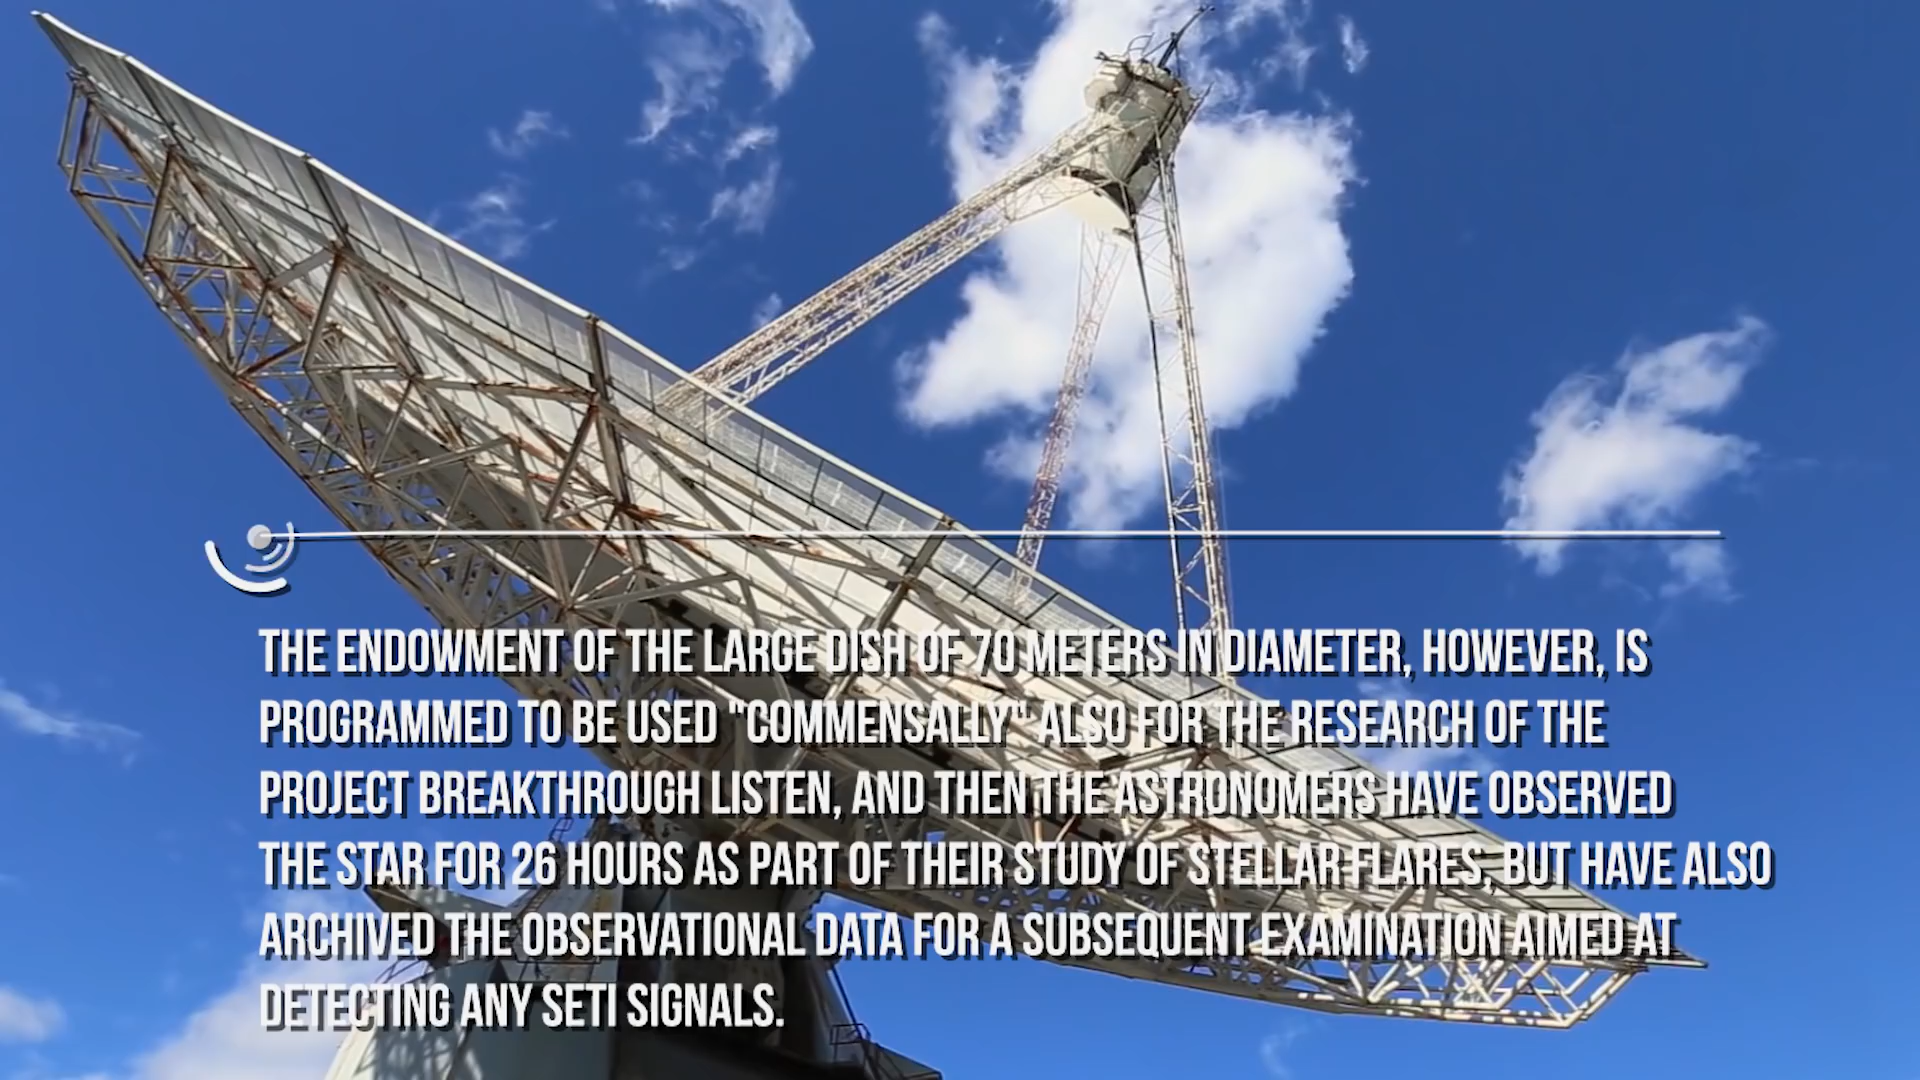 THE ENDOWMENT OF THE LARGE DISH OF 70 METERS IN DIAMETER, HOWEVER, IS
PROGRAMMED TO BE USED "COMMENSALLY" ALSO FOR THE RESEARCH OF THE
PROJECT BREAKTHROUGH LISTEN, AND THEN THE ASTRONOMERS HAVE OBSERVED
THE STAR FOR 26 HOURS AS PART OF THEIR STUDY OF STELLAR FLARES, BUT HAVE ALSO
ARCHIVED THE OBSERVATIONAL DATA FOR A SUBSEQUENT EXAMINATION AIMED AT
DETECTING ANY SETI SIGNALS.